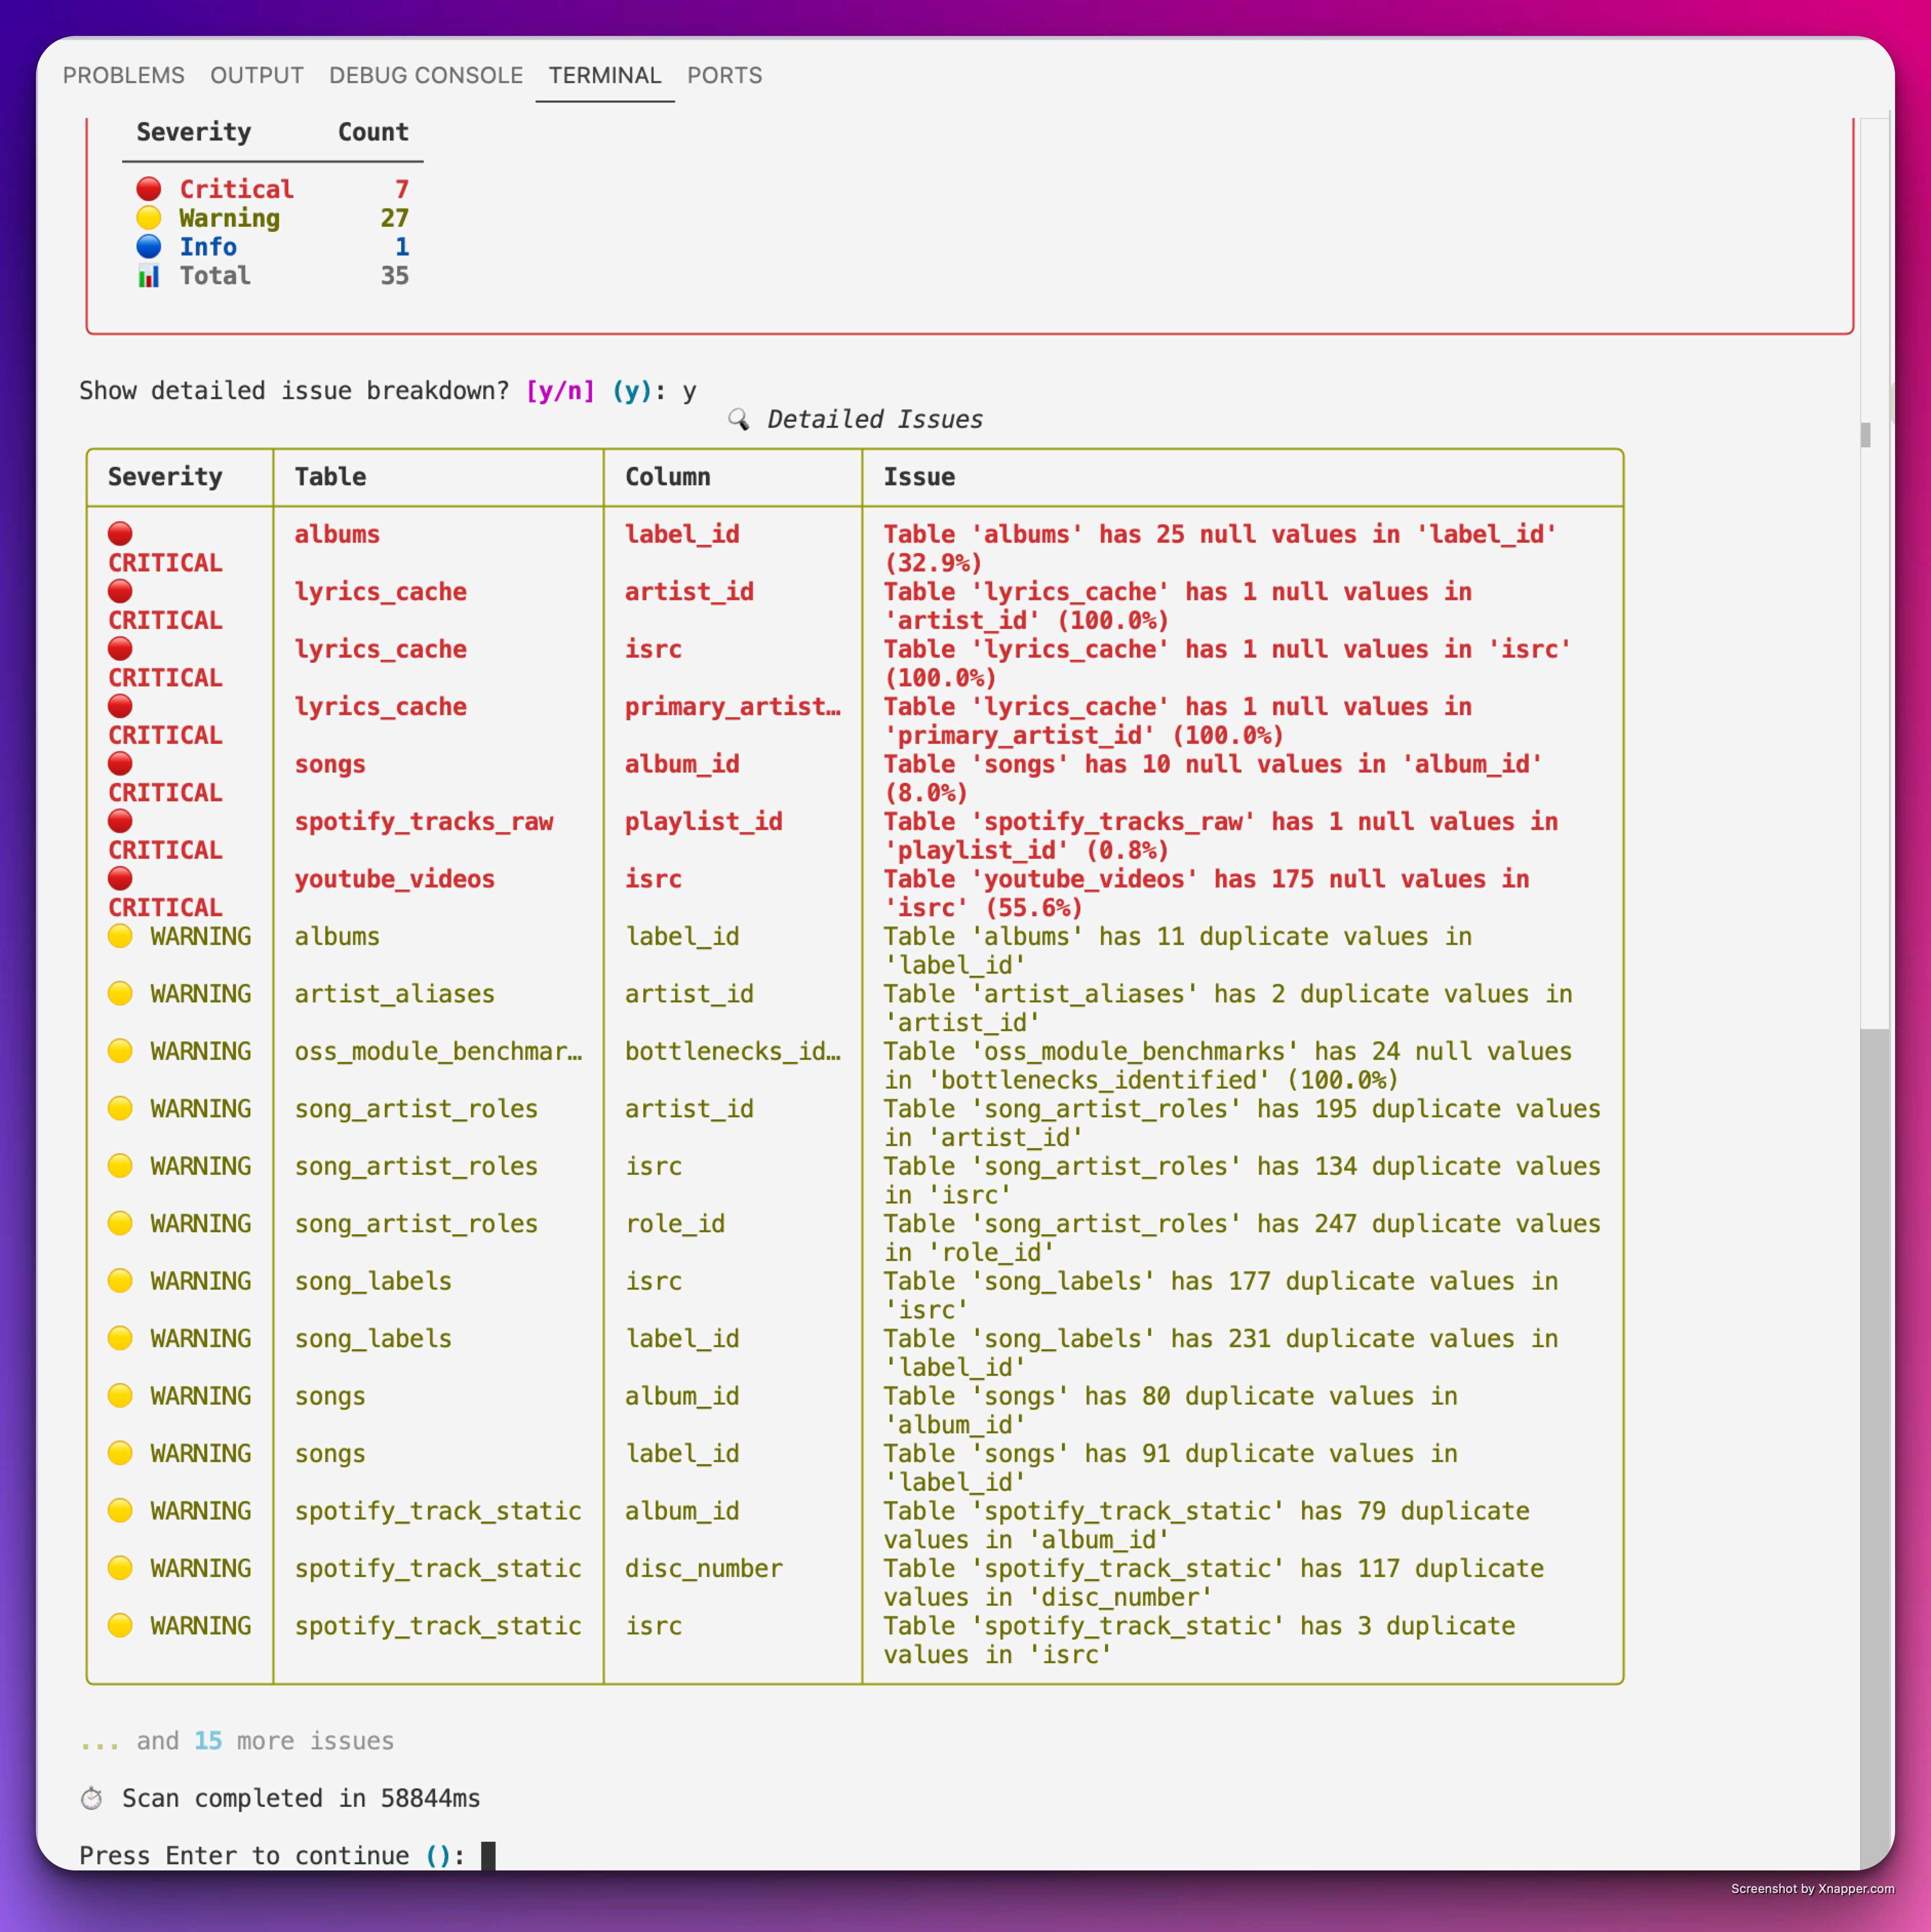 PROBLEMS OUTPUT DEBUG CONSOLE TERMINAL PORTS
Severity Count
Critical 7
Warning 27
Info 1
Total 35
Show detailed issue breakdown? [y/n] (y): y
Detailed Issues
Severity Table Column Issue
albums label_id Table 'albums' has 25 null values in 'label_id'
CRITICAL (32.9%)
lyrics_cache artist_id Table 'lyrics_cache' has 1 null values in
CRITICAL 'artist_id' (100.0%)
lyrics_cache isrc Table 'lyrics_cache' has 1 null values in 'isrc'
CRITICAL (100.0%)
lyrics_cache primary_artist… Table 'lyrics_cache' has 1 null values in
CRITICAL 'primary_artist_id' (100.0%)
songs album_id Table 'songs' has 10 null values in 'album_id'
CRITICAL (8.0%)
spotify_tracks_raw playlist_id Table 'spotify_tracks_raw' has 1 null values in
CRITICAL 'playlist_id' (0.8%)
youtube_videos isrc Table 'youtube_videos' has 175 null values in
CRITICAL 'isrc' (55.6%)
WARNING albums label_id Table 'albums' has 11 duplicate values in
'label_id'
WARNING artist_aliases artist_id Table 'artist_aliases' has 2 duplicate values in
'artist_id'
WARNING oss_module_benchmar… bottlenecks_id… Table 'oss_module_benchmarks' has 24 null values
in 'bottlenecks_identified' (100.0%)
WARNING song_artist_roles artist_id Table 'song_artist_roles' has 195 duplicate values
in 'artist_id'
WARNING song_artist_roles isrc Table 'song_artist_roles' has 134 duplicate values
in 'isrc'
WARNING song_artist_roles role_id Table 'song_artist_roles' has 247 duplicate values
in 'role_id'
WARNING song_labels isrc Table 'song_labels' has 177 duplicate values in
'isrc'
WARNING song_labels label_id Table 'song_labels' has 231 duplicate values in
'label_id'
WARNING songs album_id Table 'songs' has 80 duplicate values in
'album_id'
WARNING songs label_id Table 'songs' has 91 duplicate values in
'label_id'
WARNING spotify_track_static album_id Table 'spotify_track_static' has 79 duplicate
values in 'album_id'
WARNING spotify_track_static disc_number Table 'spotify_track_static' has 117 duplicate
values in 'disc_number'
WARNING spotify_track_static isrc Table 'spotify_track_static' has 3 duplicate
values in 'isrc'
... and 15 more issues
Scan completed in 58844ms
Press Enter to continue ():
Screenshot by Xnapper.com